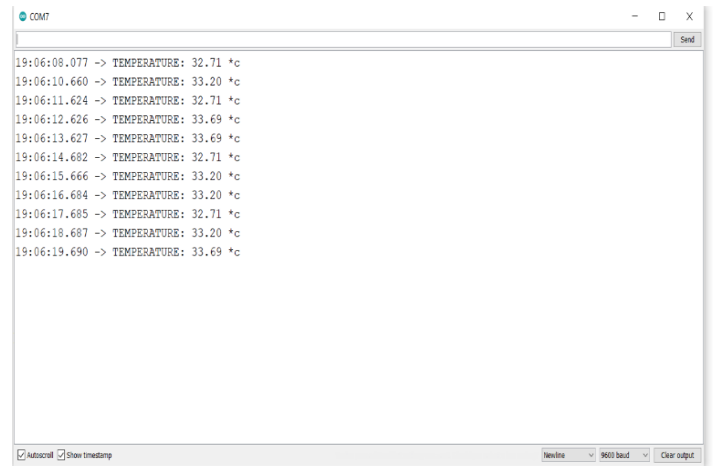 COM7
Send
19:06:08.077 -> TEMPERATURE: 32.71 *c
19:06:10.660 -> TEMPERATURE: 33.20 *c
19:06:11.624 -> TEMPERATURE: 32.71 *c
19:06:12.626 -> TEMPERATURE: 33.69 *c
19:06:13.627 -> TEMPERATURE: 33.69 *c
19:06:14.682 -> TEMPERATURE: 32.71 *c
19:06:15.666 -> TEMPERATURE: 33.20 *c
19:06:16.684 -> TEMPERATURE: 33.20 *c
19:06:17.685 -> TEMPERATURE: 32.71 *c
19:06:18.687 -> TEMPERATURE: 33.20 *c
19:06:19.690 -> TEMPERATURE: 33.69 *c
Autoscroll Show timestamp Newline 9600 baud Clear output